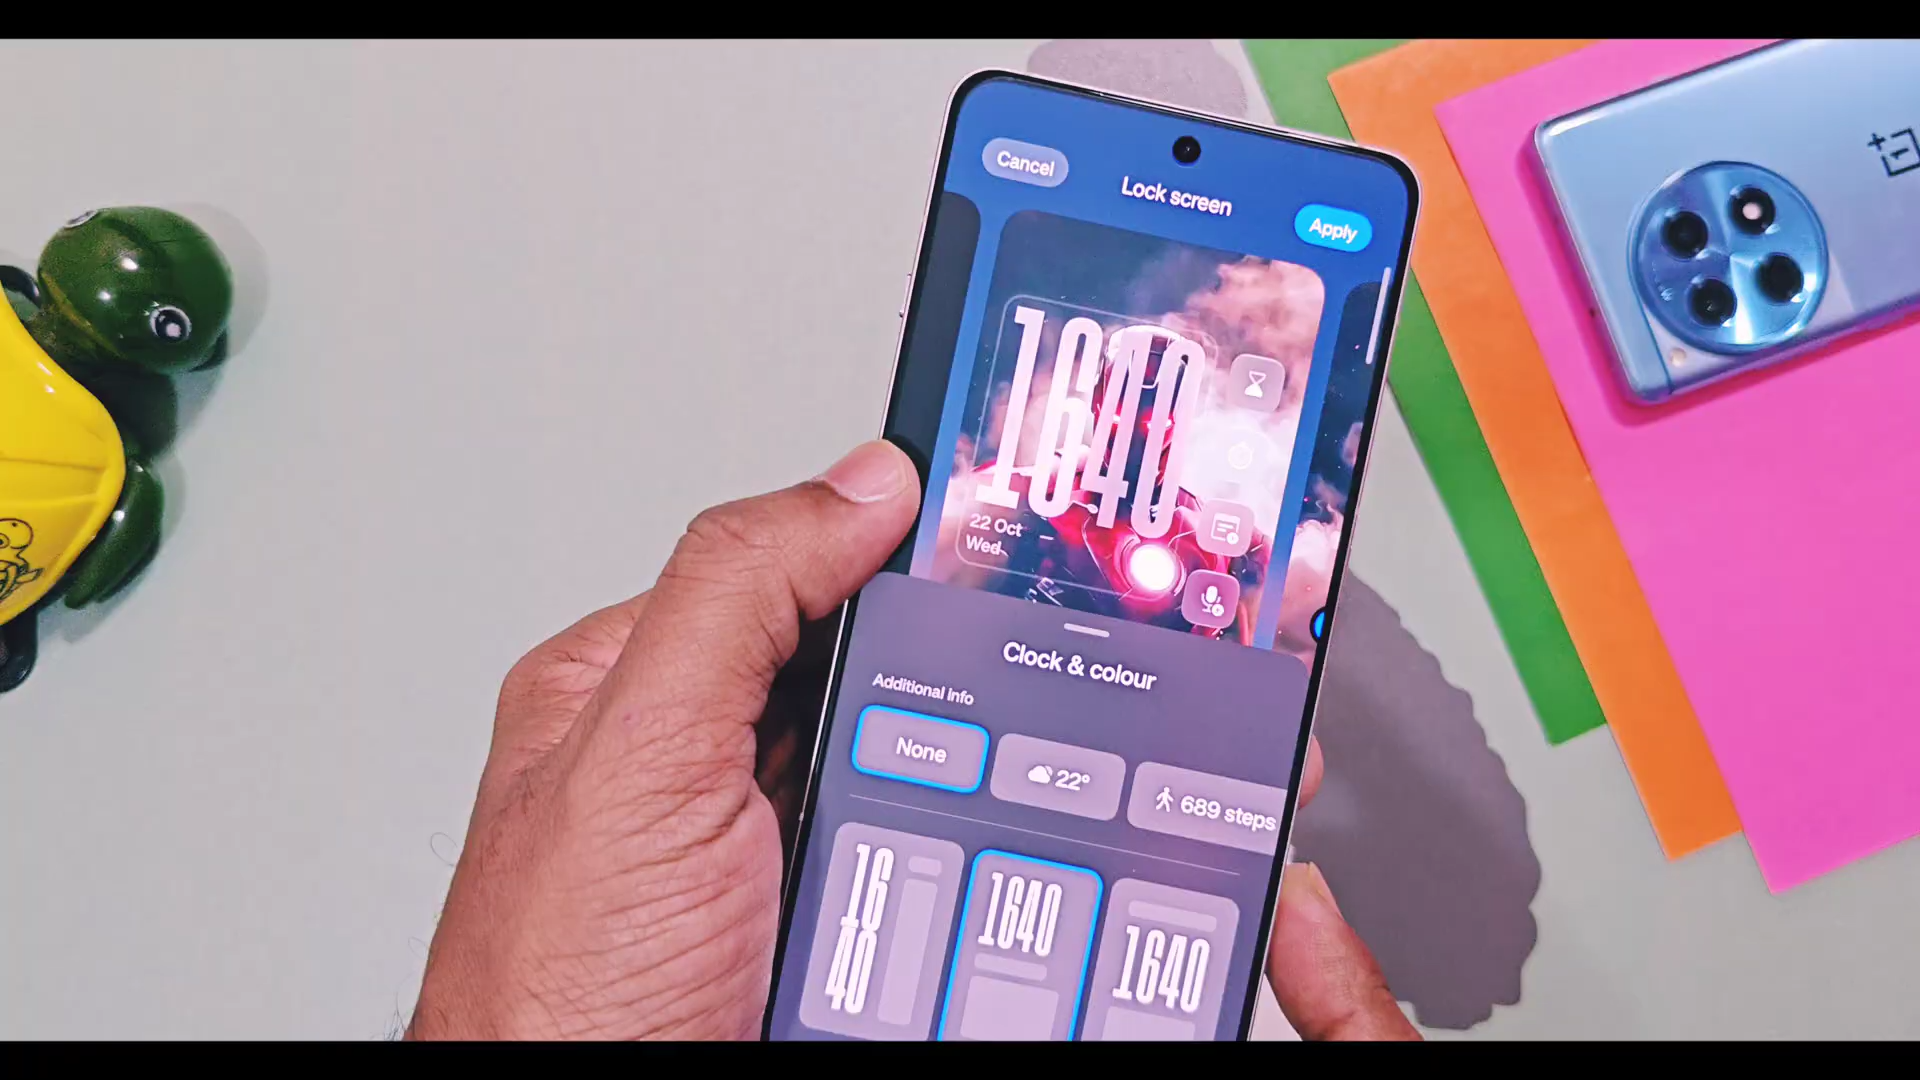 Cancel
Lock screen
Apply
1640
22 Oct
Wed
Clock & colour
Additional info
None
22°
689 steps
16
40
1640
1640